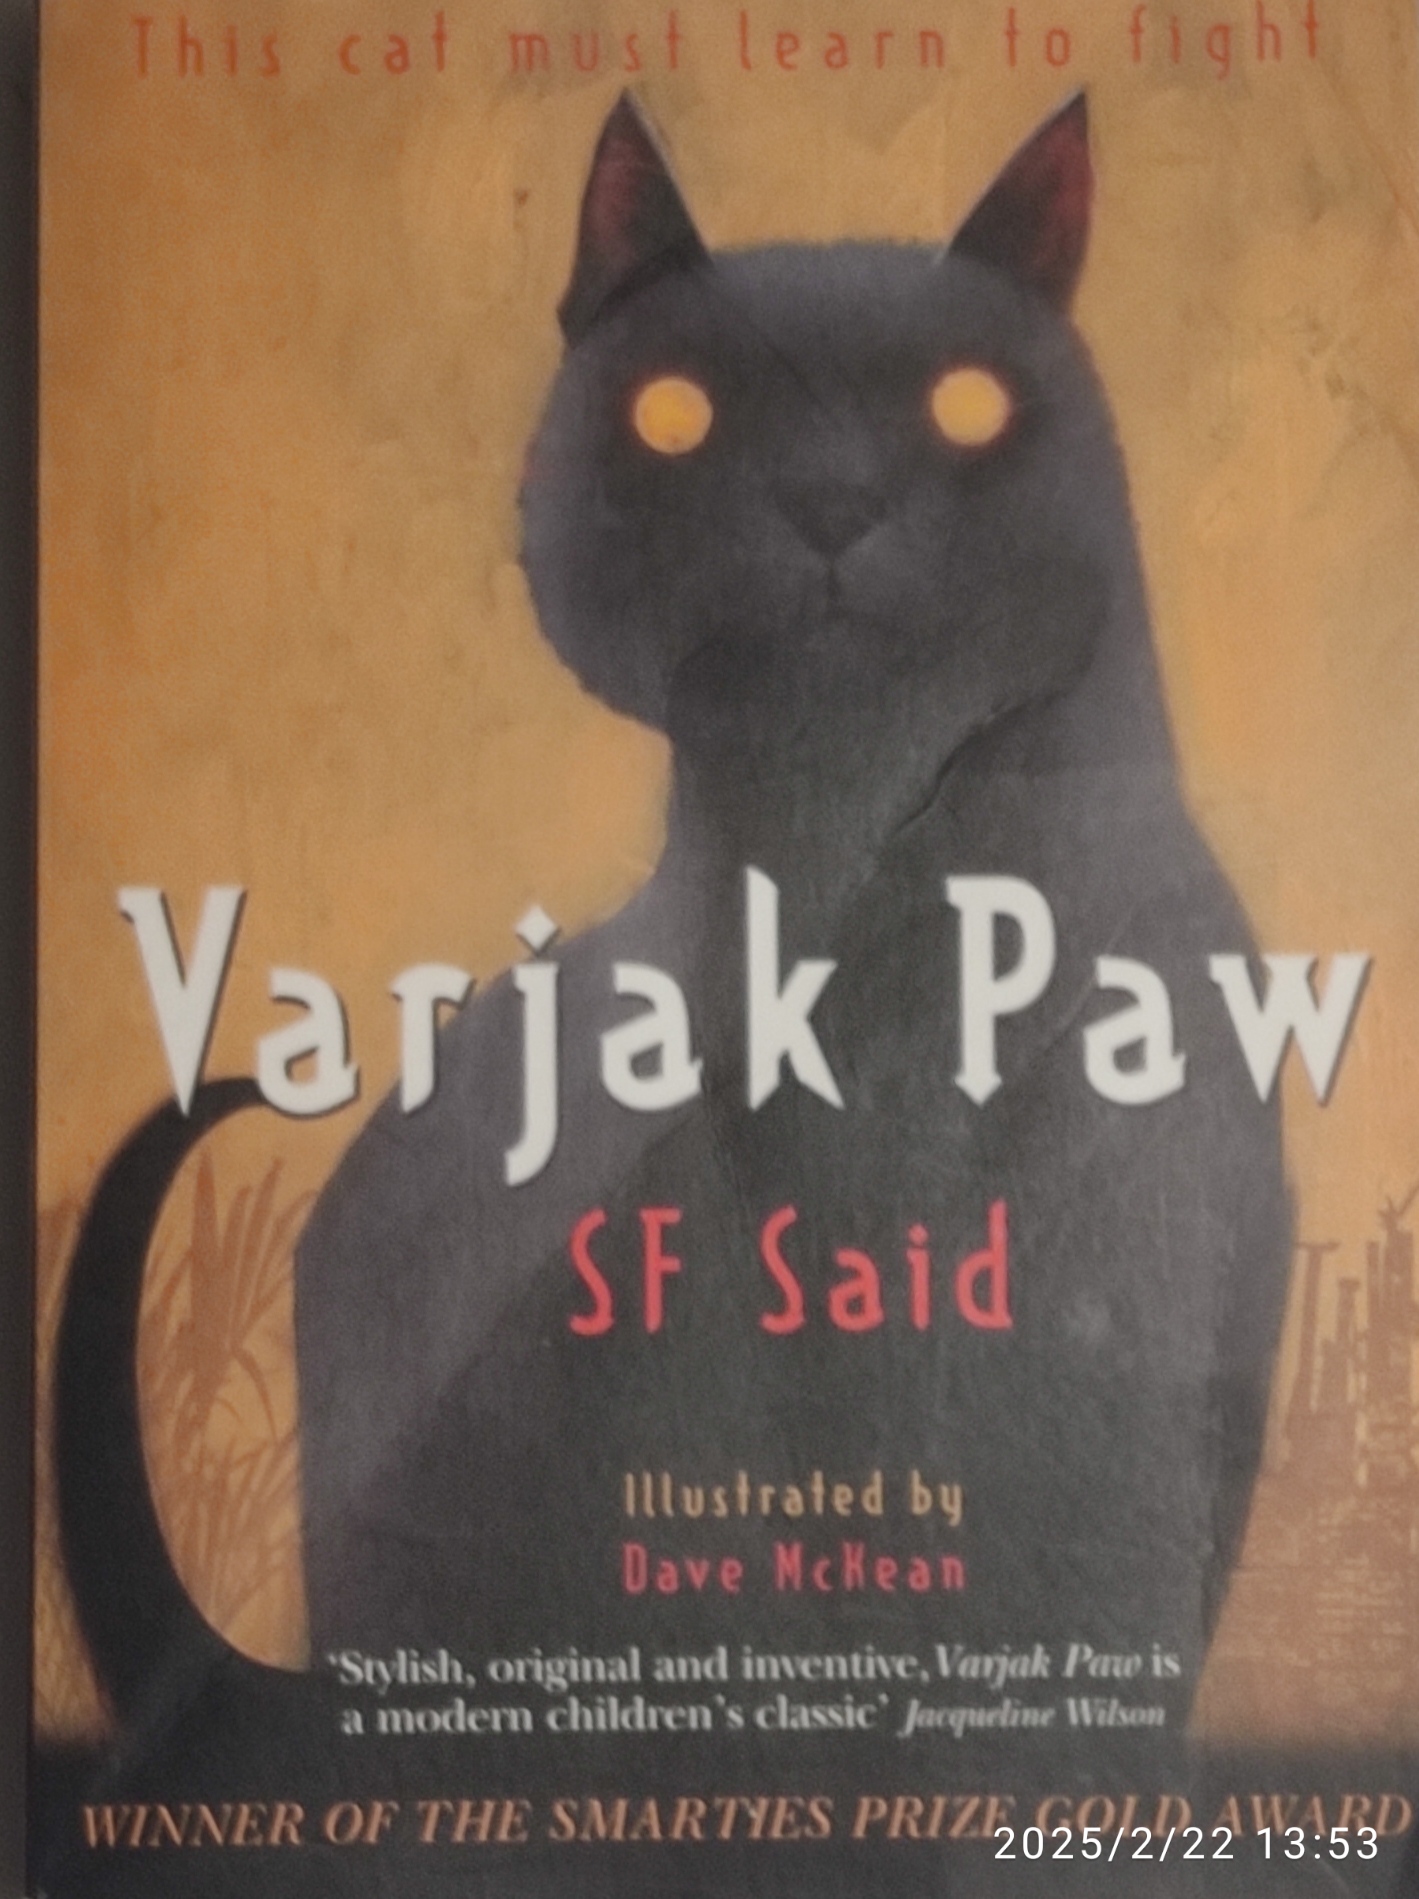 This cat must learn to fight
Varjak Paw
SF Said
Illustrated by
Dave McKean
‘Stylish, original and inventive, Varjak Paw is
a modern children’s classic’ Jacqueline Wilson
WINNER OF THE SMARTIES PRIZE GOLD AWARD
2025/2/22 13:53